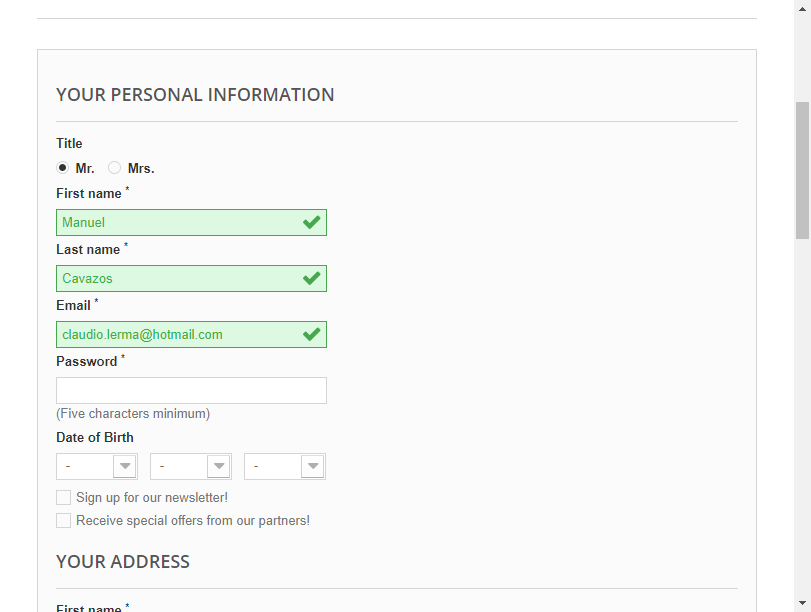 YOUR PERSONAL INFORMATION
Title
Mr. Mrs.
First name *
Manuel
Last name *
Cavazos
Email *
claudio.lerma@hotmail.com
Password *
(Five characters minimum)
Date of Birth
- - -
Sign up for our newsletter!
Receive special offers from our partners!
YOUR ADDRESS
First name *